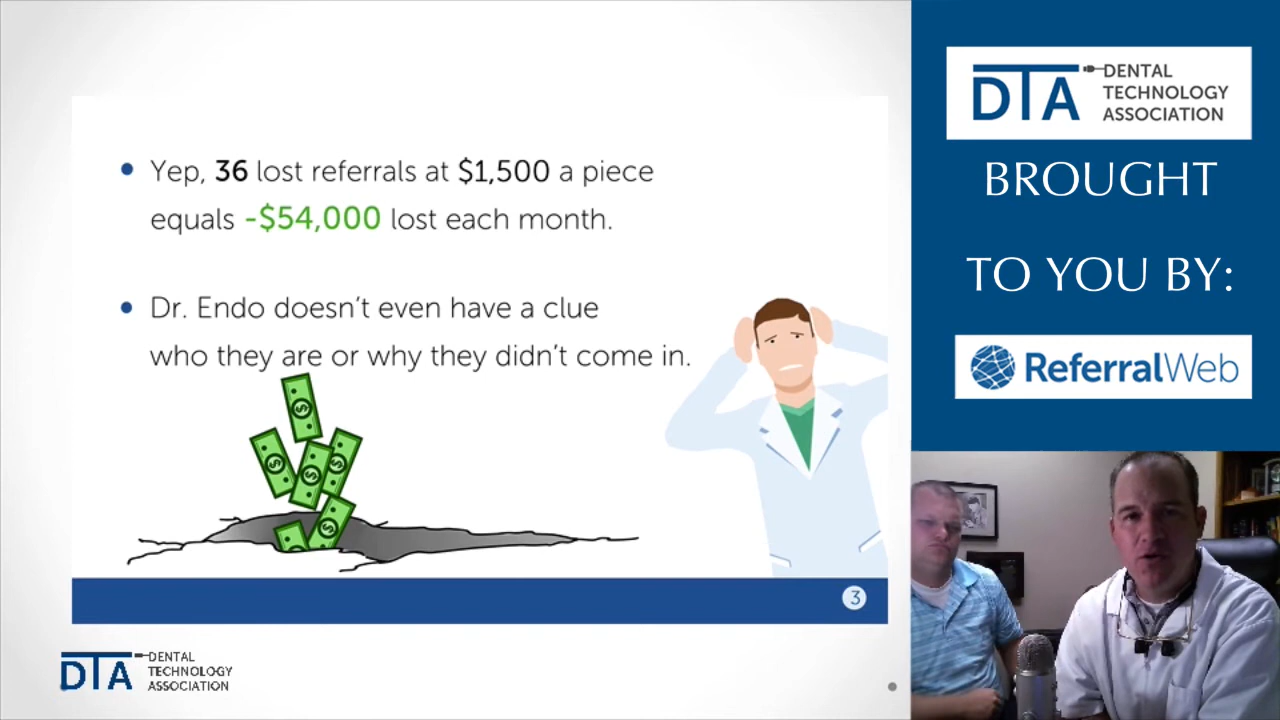 Yep, 36 lost referrals at $1,500 a piece
equals -$54,000 lost each month.
Dr. Endo doesn't even have a clue
who they are or why they didn't come in.
3
DTA DENTAL
TECHNOLOGY
ASSOCIATION
DTA DENTAL
TECHNOLOGY
ASSOCIATION
BROUGHT
TO YOU BY:
ReferralWeb